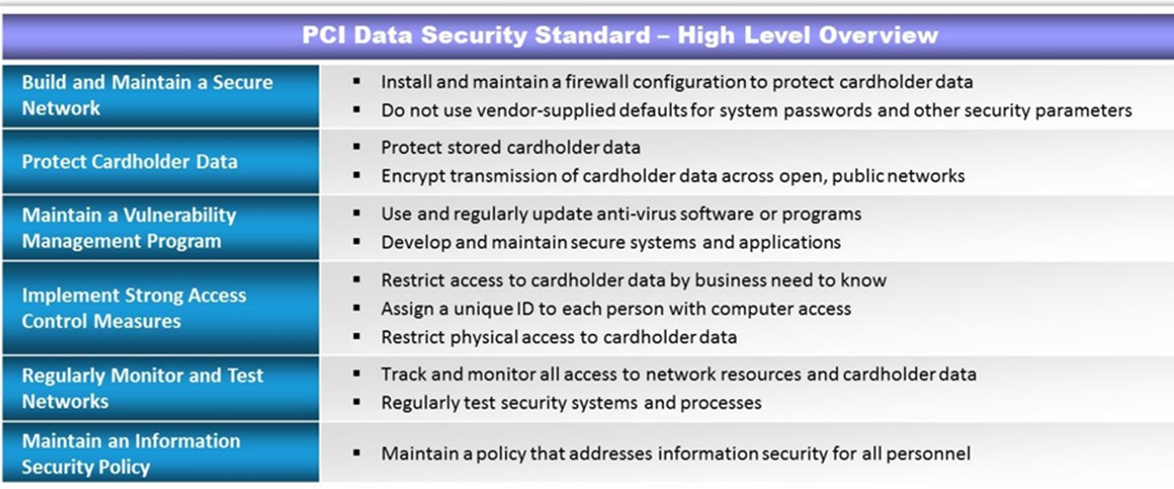 PCI Data Security Standard – High Level Overview
Build and Maintain a Secure
Network
▪ Install and maintain a firewall configuration to protect cardholder data
▪ Do not use vendor-supplied defaults for system passwords and other security parameters
Protect Cardholder Data
▪ Protect stored cardholder data
▪ Encrypt transmission of cardholder data across open, public networks
Maintain a Vulnerability
Management Program
▪ Use and regularly update anti-virus software or programs
▪ Develop and maintain secure systems and applications
Implement Strong Access
Control Measures
▪ Restrict access to cardholder data by business need to know
▪ Assign a unique ID to each person with computer access
▪ Restrict physical access to cardholder data
Regularly Monitor and Test
Networks
▪ Track and monitor all access to network resources and cardholder data
▪ Regularly test security systems and processes
Maintain an Information
Security Policy
▪ Maintain a policy that addresses information security for all personnel